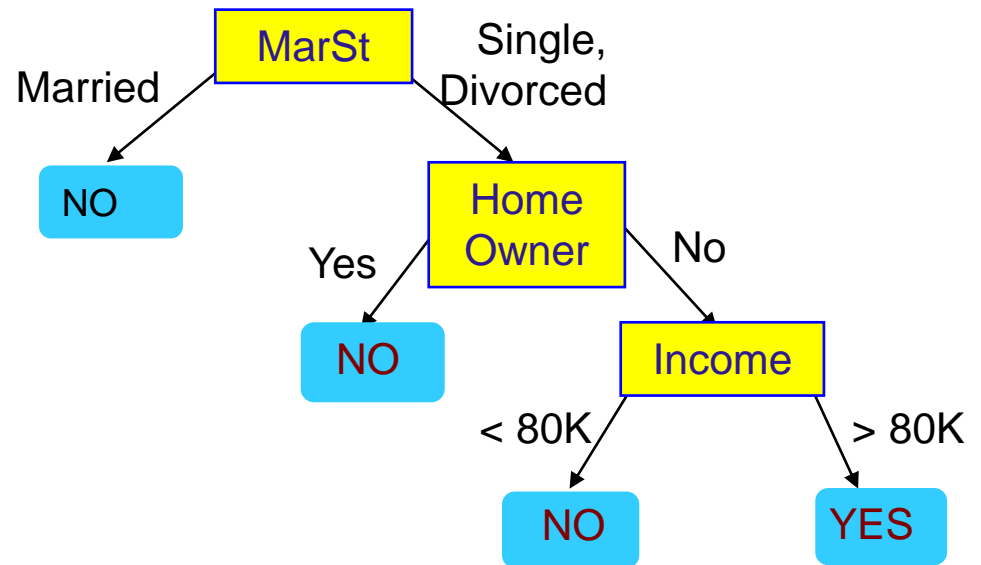 MarSt
Single,
Divorced
Married
NO
Home
Owner
Yes
No
NO
Income
< 80K
> 80K
NO
YES